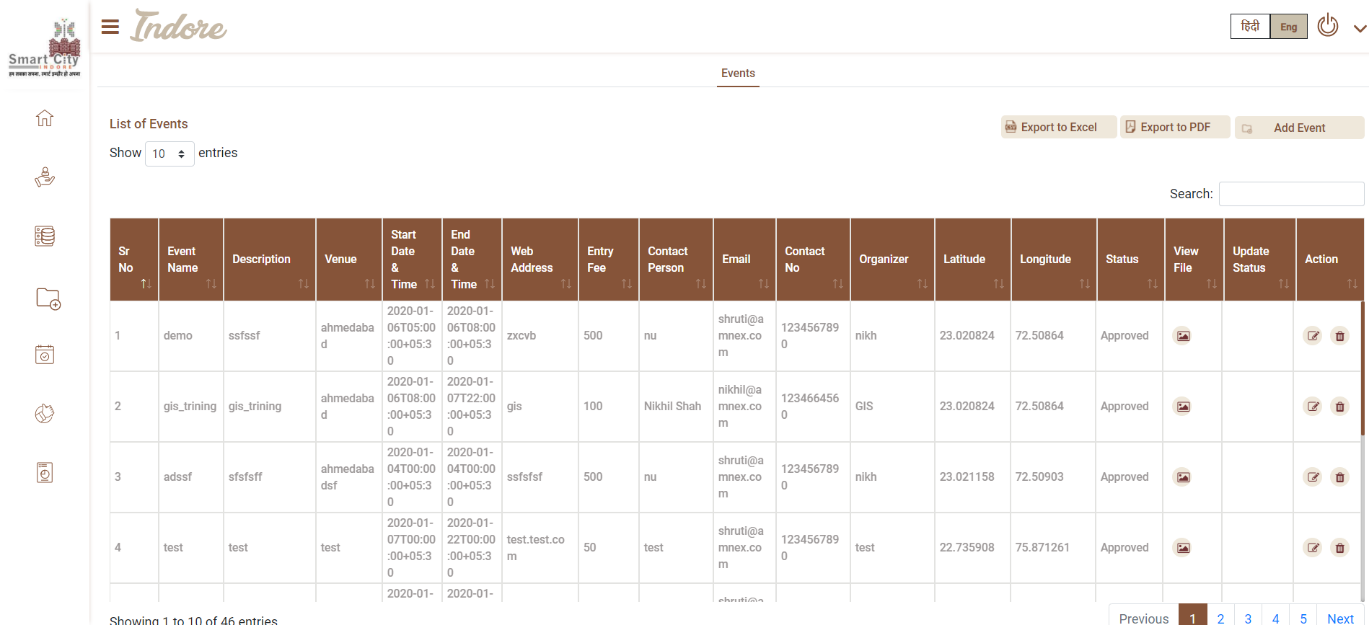 Indore
हिंदी Eng
Smart City
INDORE
Events
List of Events
Export to Excel Export to PDF Add Event
Show 10 entries
Search:
Sr No Event Name Description Venue Start Date & Time End Date & Time Web Address Entry Fee Contact Person Email Contact No Organizer Latitude Longitude Status View File Update Status Action
1 demo ssfssf ahmedabad 2020-01-06T05:00:00+05:30 2020-01-06T08:00:00+05:30 zxcvb 500 nu shruti@amnex.com 1234567890 nikh 23.020824 72.50864 Approved
2 gis_trining gis_trining ahmedabad 2020-01-06T08:00:00+05:30 2020-01-07T22:00:00+05:30 gis 100 Nikhil Shah nikhil@amnex.com 1234664560 GIS 23.020824 72.50864 Approved
3 adssf sfsfsff ahmedabadsf 2020-01-04T00:00:00+05:30 2020-01-04T00:00:00+05:30 ssfsfsf 500 nu shruti@amnex.com 1234567890 nikh 23.021158 72.50903 Approved
4 test test test 2020-01-07T00:00:00+05:30 2020-01-22T00:00:00+05:30 test.test.com 50 test shruti@amnex.com 1234567890 test 22.735908 75.871261 Approved
2020-01- 2020-01-
Showing 1 to 10 of 46 entries
Previous 1 2 3 4 5 Next